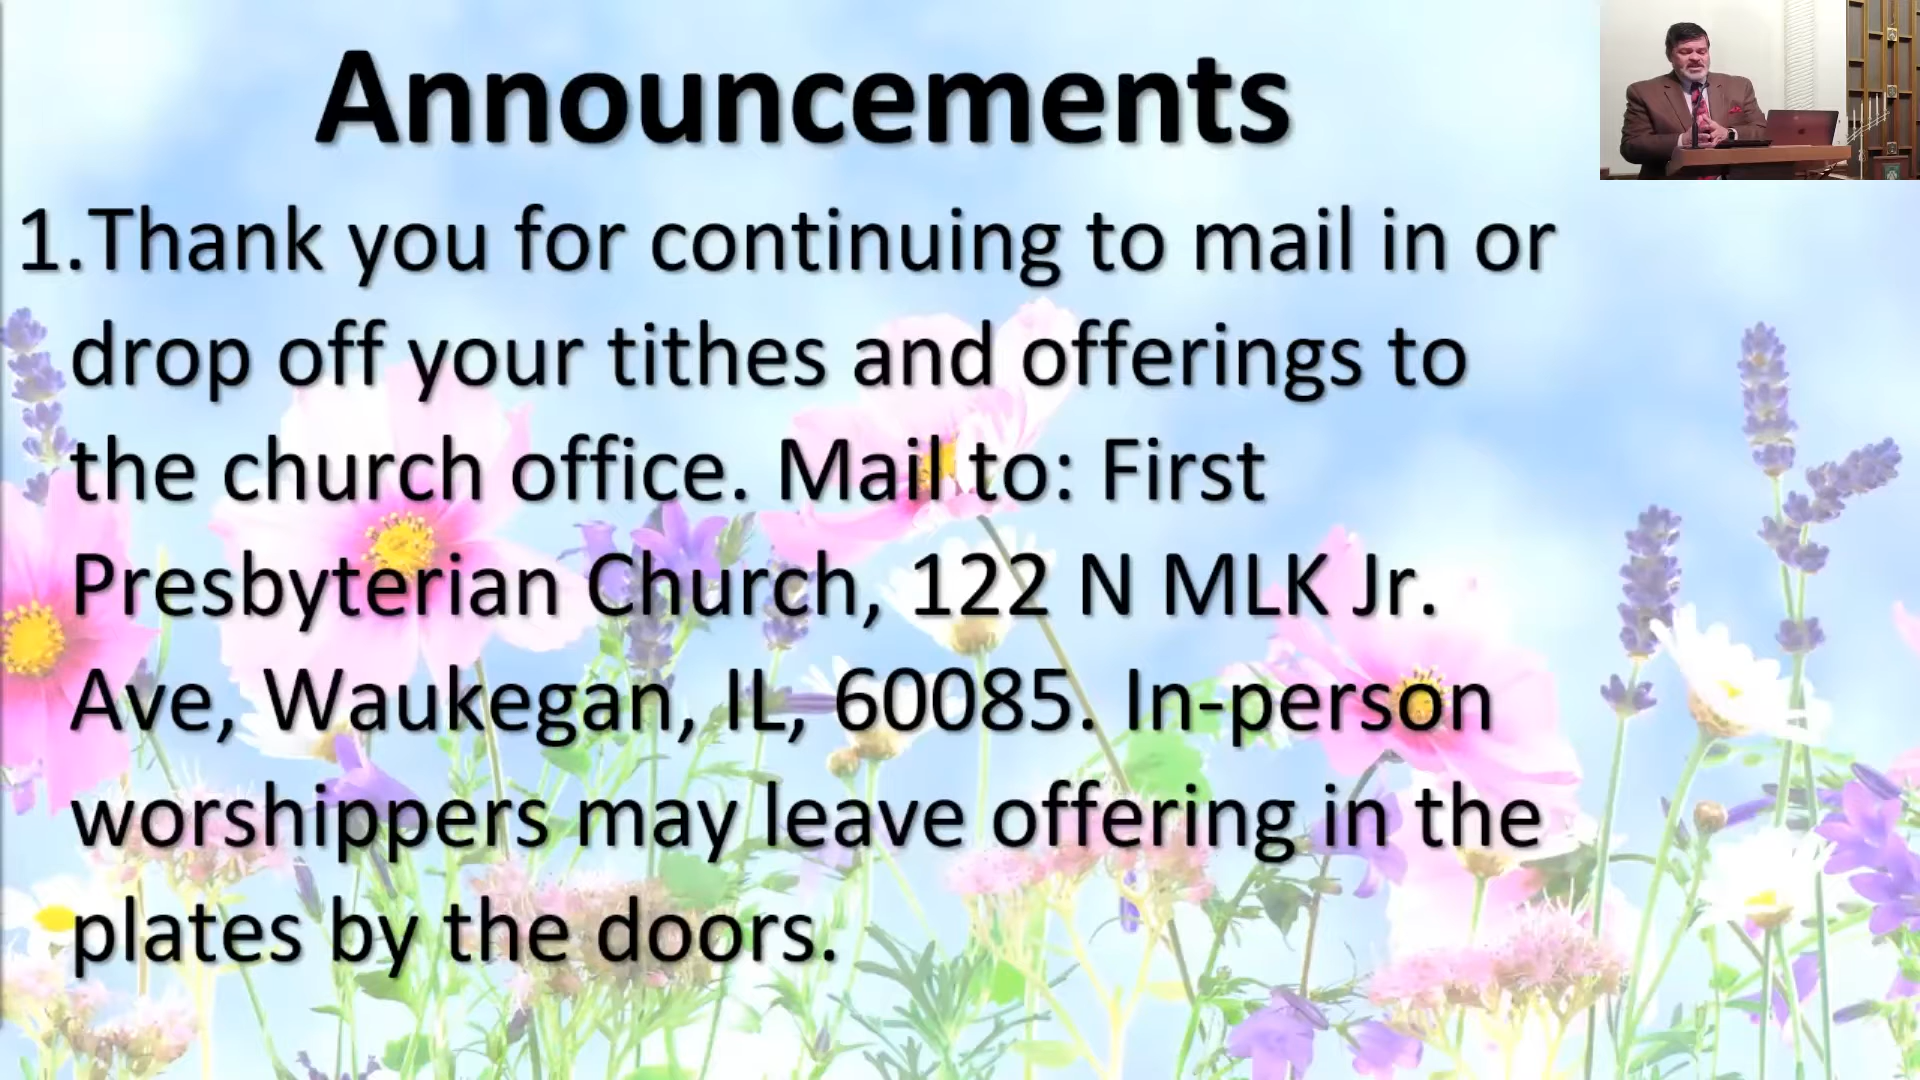 Announcements
1.Thank you for continuing to mail in or
drop off your tithes and offerings to
the church office. Mail to: First
Presbyterian Church, 122 N MLK Jr.
Ave, Waukegan, IL, 60085. In-person
worshippers may leave offering in the
plates by the doors.